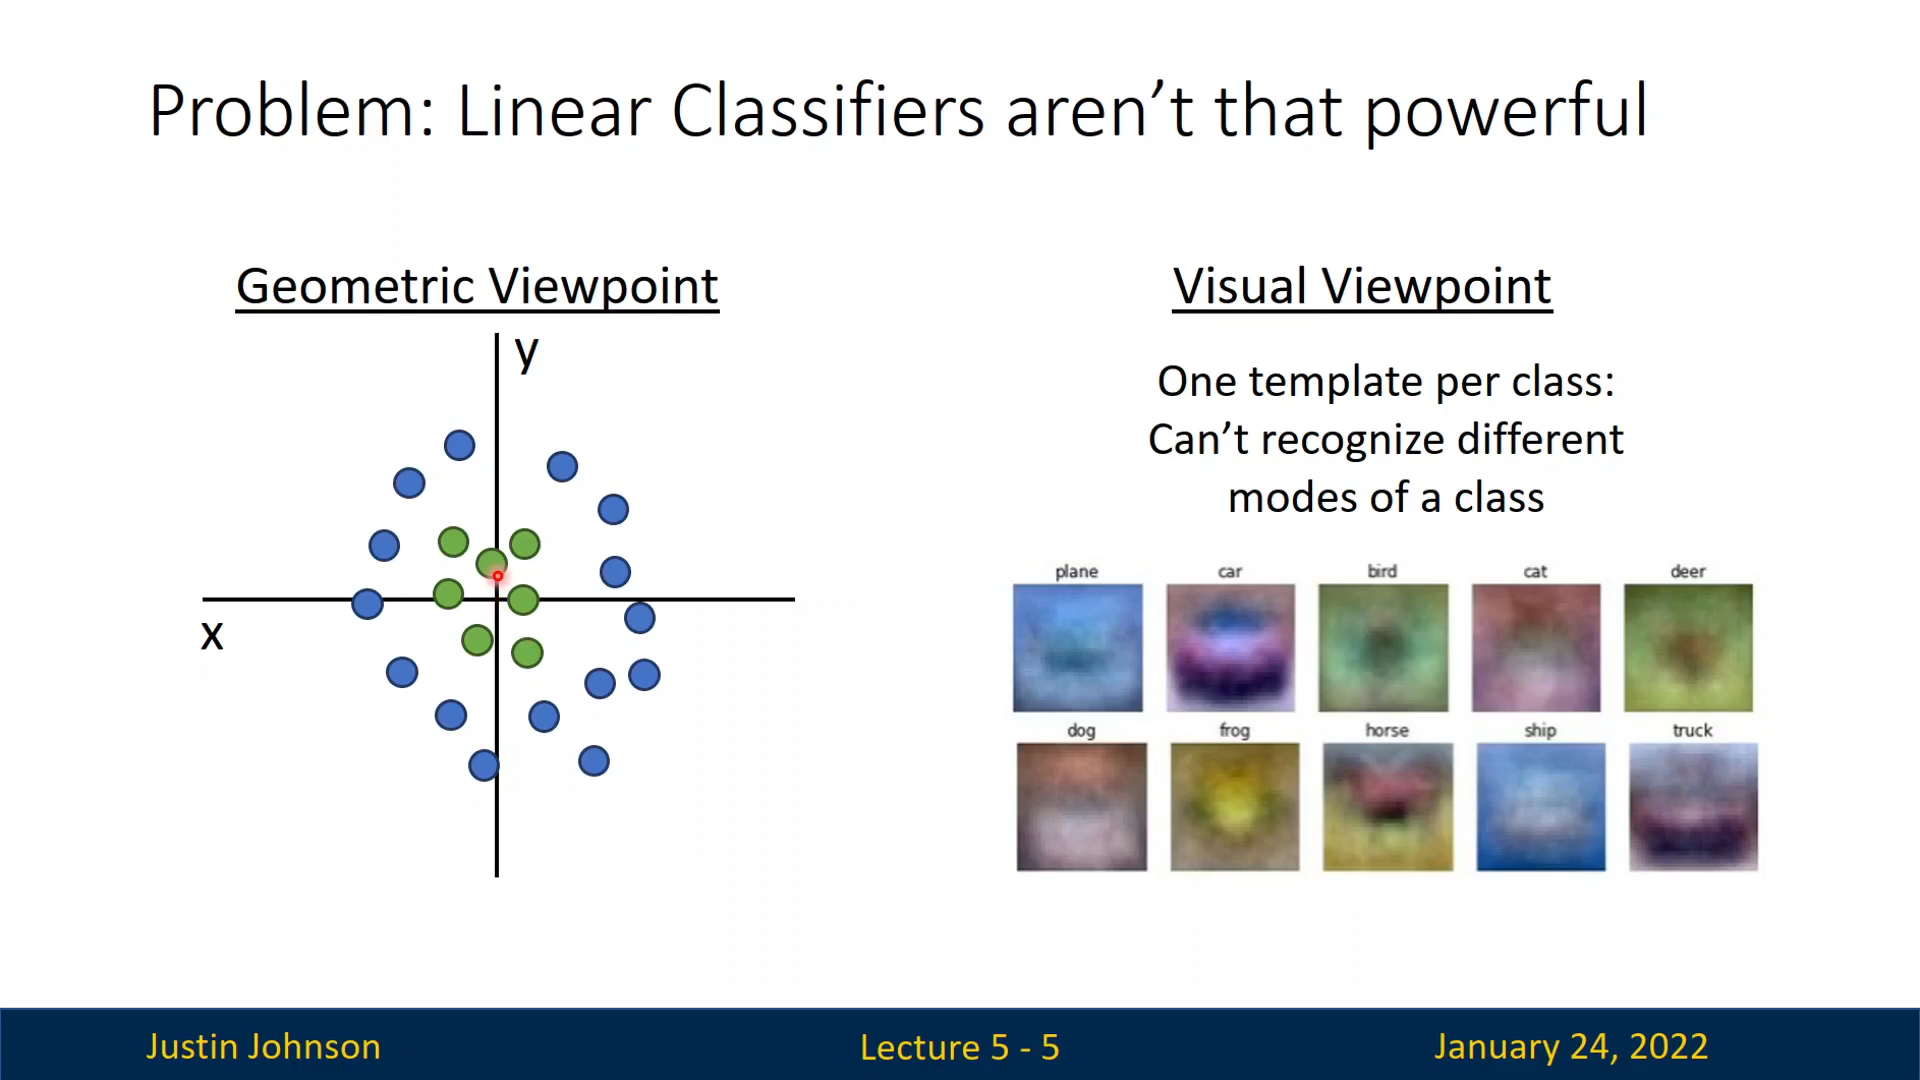 Problem: Linear Classifiers aren’t that powerful
Geometric Viewpoint
y
x
Visual Viewpoint
One template per class:
Can’t recognize different
modes of a class
plane car bird cat deer
dog frog horse ship truck
Justin Johnson
Lecture 5 - 5
January 24, 2022